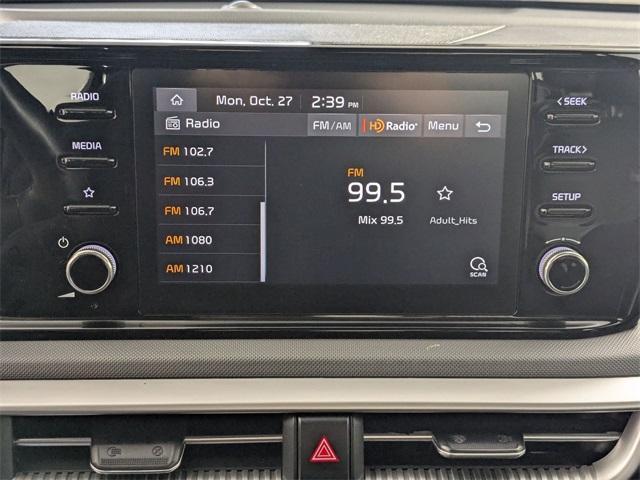 RADIO
MEDIA
Mon, Oct. 27 2:39 PM
Radio FM/AM HD Radio Menu
FM 102.7
FM 106.3
FM 106.7
AM 1080
AM 1210
FM
99.5
Mix 99.5 Adult_Hits
SCAN
< SEEK
TRACK >
SETUP